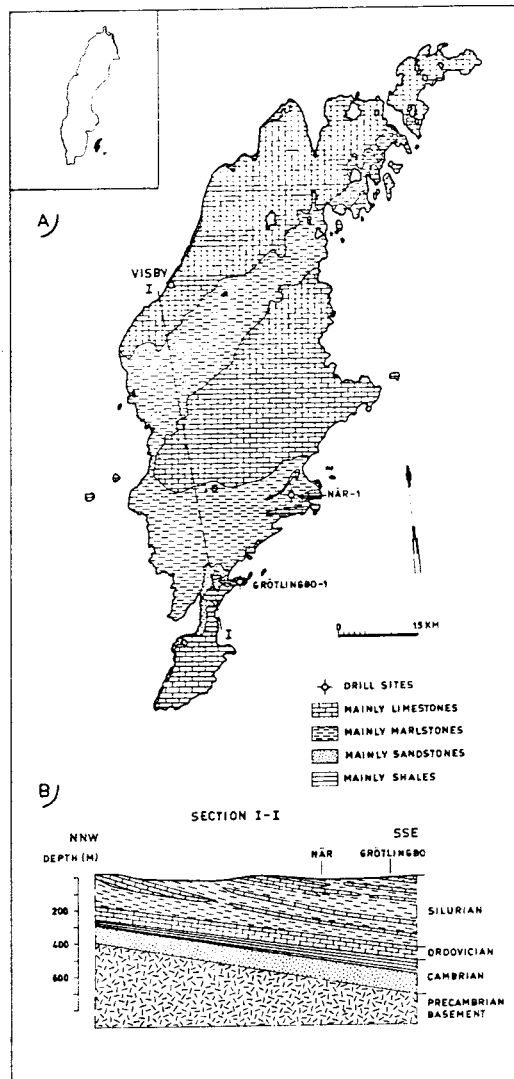 A)
VISBY
I
NÄR-1
GRÖTLINGBO-1
I
0 15 KM
DRILL SITES
MAINLY LIMESTONES
MAINLY MARLSTONES
MAINLY SANDSTONES
MAINLY SHALES
B)
SECTION I-I
NNW SSE
DEPTH (M) NÄR GRÖTLINGBO
200
400
600
SILURIAN
ORDOVICIAN
CAMBRIAN
PRECAMBRIAN
BASEMENT